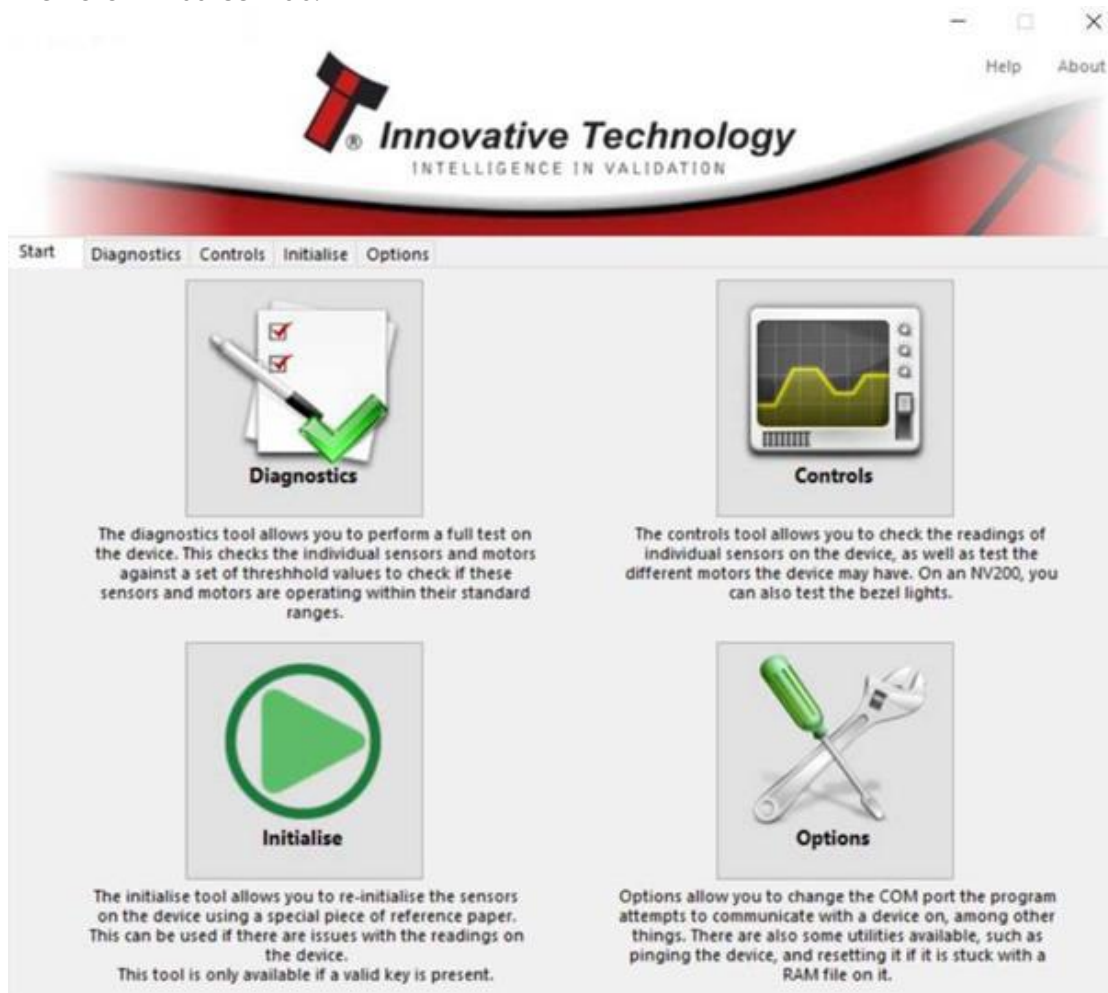 Help About
Innovative Technology
INTELLIGENCE IN VALIDATION
Start Diagnostics Controls Initialise Options
Diagnostics
The diagnostics tool allows you to perform a full test on
the device. This checks the individual sensors and motors
against a set of threshhold values to check if these
sensors and motors are operating within their standard
ranges.
Controls
The controls tool allows you to check the readings of
individual sensors on the device, as well as test the
different motors the device may have. On an NV200, you
can also test the bezel lights.
Initialise
The initialise tool allows you to re-initialise the sensors
on the device using a special piece of reference paper.
This can be used if there are issues with the readings on
the device.
This tool is only available if a valid key is present.
Options
Options allow you to change the COM port the program
attempts to communicate with a device on, among other
things. There are also some utilities available, such as
pinging the device, and resetting it if it is stuck with a
RAM file on it.